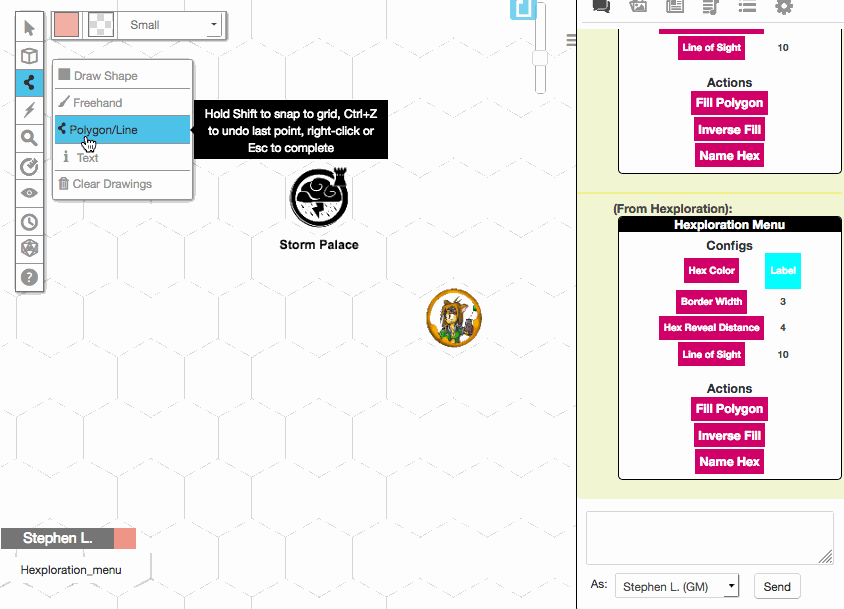 Small
Draw Shape
Freehand
Polygon/Line
Text
Clear Drawings
Hold Shift to snap to grid, Ctrl+Z
to undo last point, right-click or
Esc to complete
Storm Palace
Stephen L.
Hexploration_menu
Line of Sight 10
Actions
Fill Polygon
Inverse Fill
Name Hex
(From Hexploration):
Hexploration Menu
Configs
Hex Color Label
Border Width 3
Hex Reveal Distance 4
Line of Sight 10
Actions
Fill Polygon
Inverse Fill
Name Hex
As: Stephen L. (GM) Send